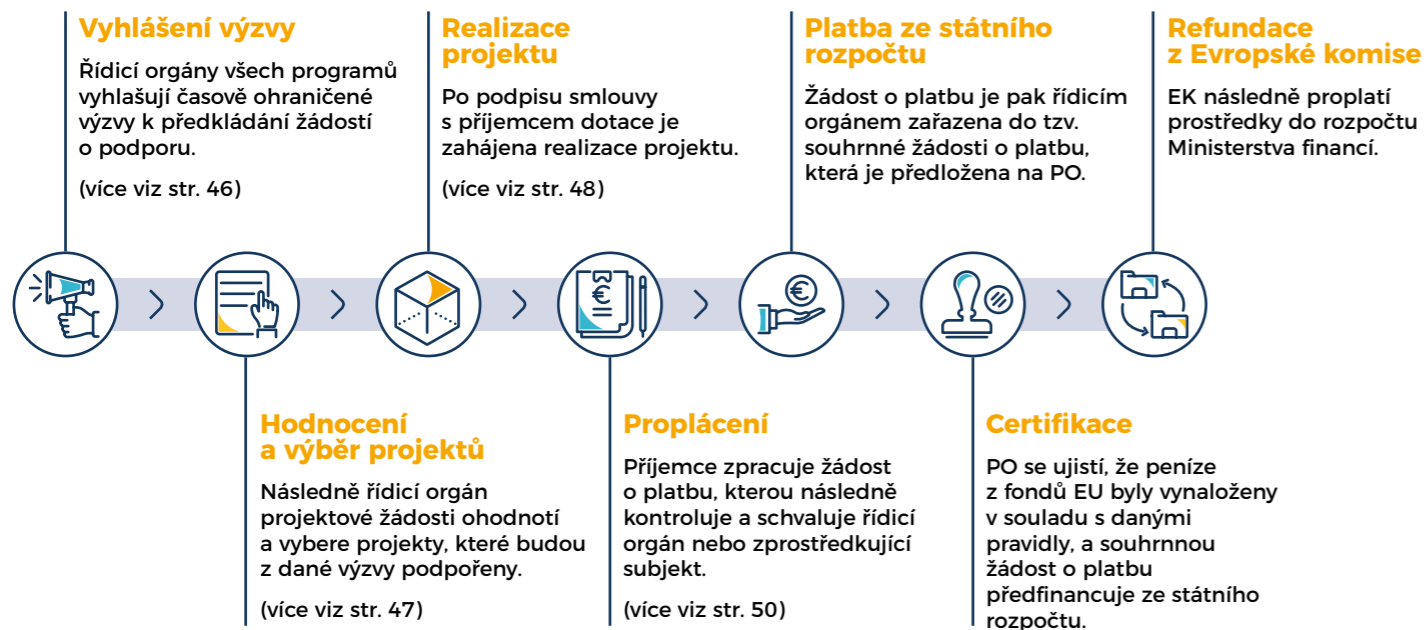 Vyhlášení výzvy
Řídicí orgány všech programů
vyhlašují časově ohraničené
výzvy k předkládání žádostí
o podporu.
(více viz str. 46)
Hodnocení
a výběr projektů
Následně řídicí orgán
projektové žádosti ohodnotí
a vybere projekty, které budou
z dané výzvy podpořeny.
(více viz str. 47)
Realizace
projektu
Po podpisu smlouvy
s příjemcem dotace je
zahájena realizace projektu.
(více viz str. 48)
Proplácení
Příjemce zpracuje žádost
o platbu, kterou následně
kontroluje a schvaluje řídicí
orgán nebo zprostředkující
subjekt.
(více viz str. 50)
Platba ze státního
rozpočtu
Žádost o platbu je pak řídicím
orgánem zařazena do tzv.
souhrnné žádosti o platbu,
která je předložena na PO.
Certifikace
PO se ujistí, že peníze
z fondů EU byly vynaloženy
v souladu s danými
pravidly, a souhrnnou
žádost o platbu
předfinancuje ze státního
rozpočtu.
Refundace
z Evropské komise
EK následně proplatí
prostředky do rozpočtu
Ministerstva financí.
€
€